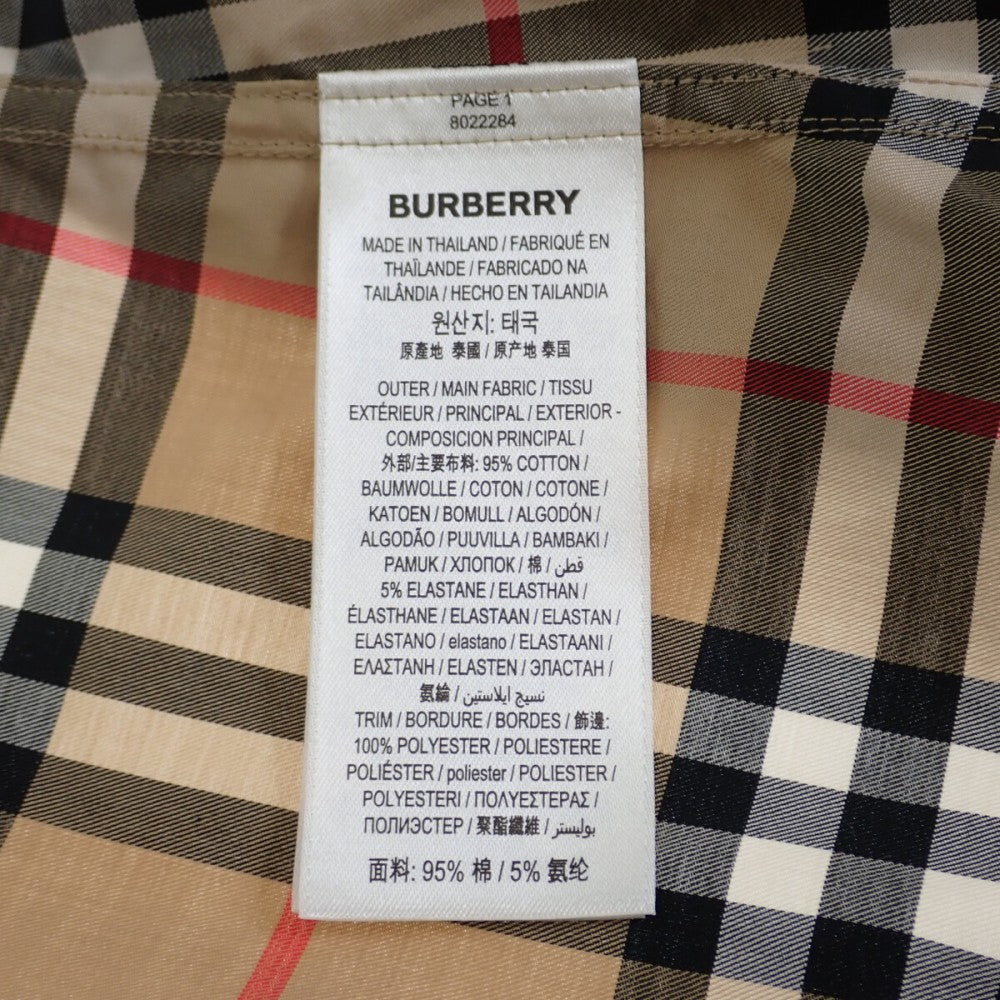 PAGE 1
8022284
BURBERRY
MADE IN THAILAND / FABRIQUÉ EN
THAÏLANDE / FABRICADO NA
TAILÂNDIA / HECHO EN TAILANDIA
원산지: 태국
原產地 泰國 / 原产地 泰国
OUTER / MAIN FABRIC / TISSU
EXTÉRIEUR / PRINCIPAL / EXTERIOR -
COMPOSICION PRINCIPAL /
外部/主要布料: 95% COTTON /
BAUMWOLLE / COTON / COTONE /
KATOEN / BOMULL / ALGODÓN /
ALGODÃO / PUUVILLA / BAMBAKI /
PAMUK / ХЛОПОК / 棉 / قطن
5% ELASTANE / ELASTHAN /
ÉLASTHANE / ELASTAAN / ELASTAN /
ELASTANO / elastano / ELASTAANI /
ΕΛΑΣΤΑΝΗ / ELASTEN / ЭЛАСТАН /
氨綸 / نسيج ايلاستين
TRIM / BORDURE / BORDES / 飾邊:
100% POLYESTER / POLIESTERE /
POLIÉSTER / poliester / POLIESTER /
POLYESTERI / ΠΟΛΥΕΣΤΕΡΑΣ /
ПОЛИЭСТЕР / 聚酯纖維 / بوليستر
面料: 95% 棉 / 5% 氨纶